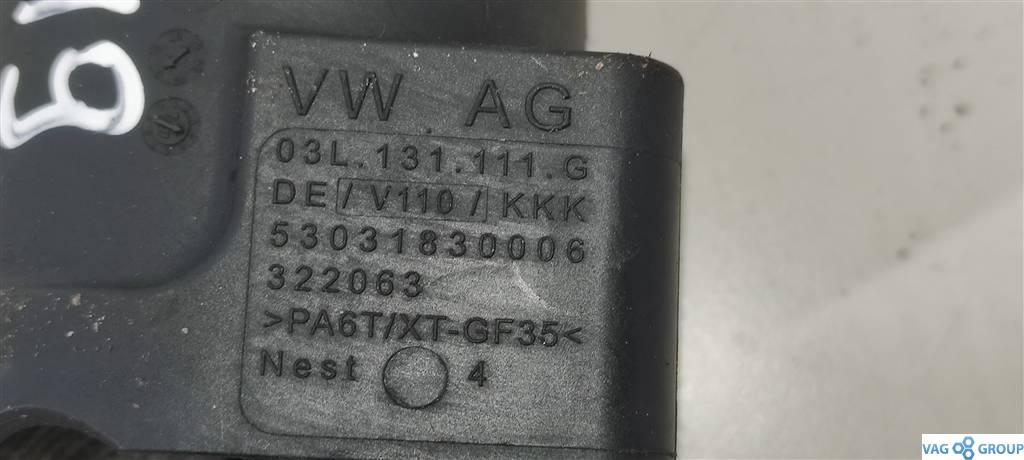 VW AG
03L.131.111.G
DE/V110/KKK
53031830006
322063
>PA6T/XT-GF35<
Nest 4
VAG GROUP